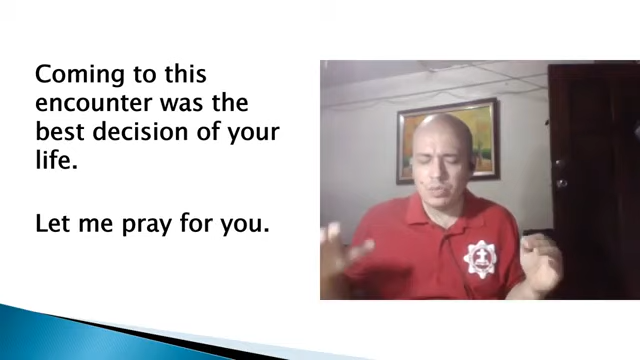 Coming to this
encounter was the
best decision of your
life.
Let me pray for you.